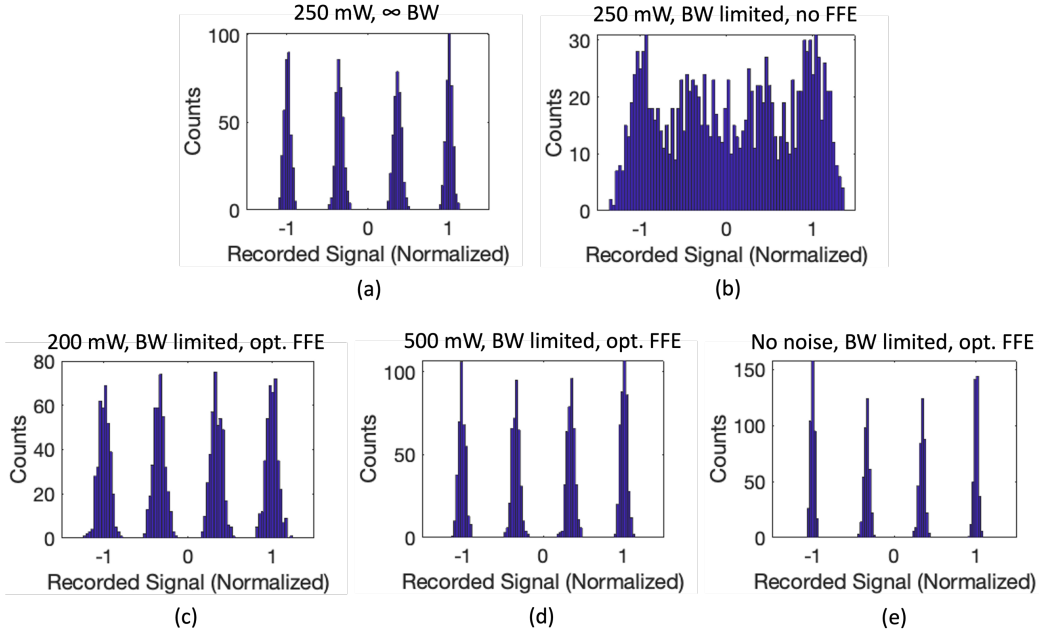 250 mW, ∞ BW
250 mW, BW limited, no FFE
100
50
0
Counts
-1 0 1
Recorded Signal (Normalized)
(a)
30
20
10
0
Counts
-1 0 1
Recorded Signal (Normalized)
(b)
200 mW, BW limited, opt. FFE
500 mW, BW limited, opt. FFE
No noise, BW limited, opt. FFE
80
60
40
20
0
Counts
-1 0 1
Recorded Signal (Normalized)
(c)
100
50
0
Counts
-1 0 1
Recorded Signal (Normalized)
(d)
150
100
50
0
Counts
-1 0 1
Recorded Signal (Normalized)
(e)